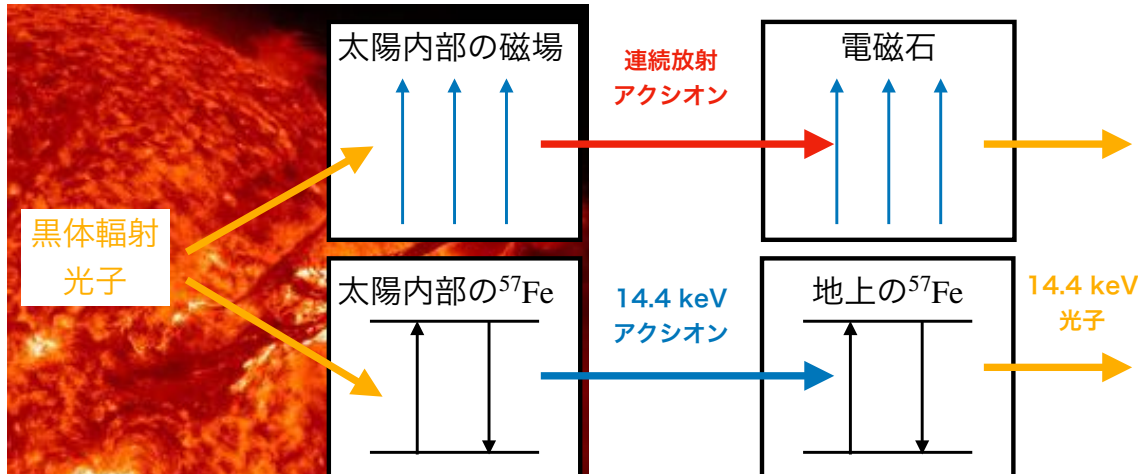 太陽内部の磁場
連続放射
アクシオン
電磁石
黒体輻射
光子
太陽内部の⁵⁷Fe
14.4 keV
アクシオン
地上の⁵⁷Fe
14.4 keV
光子